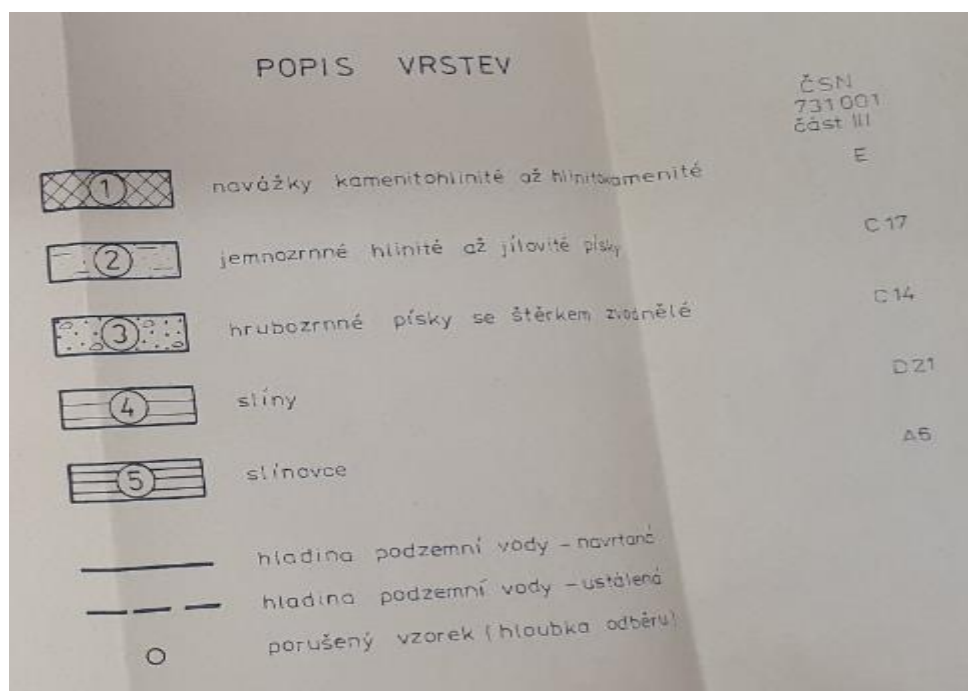 POPIS VRSTEV
ČSN
731001
část III
1 navážky kamenitohlinité až hlinitokamenité E
2 jemnozrnné hlinité až jílovité písky C 17
3 hrubozrnné písky se štěrkem zvodnělé C 14
4 slíny D 21
5 slínovce A5
hladina podzemní vody - navrtaná
hladina podzemní vody - ustálená
porušený vzorek (hloubka odběru)